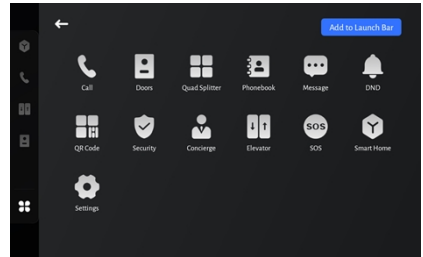 Add to Launch Bar
Call
Doors
Quad Splitter
Phonebook
Message
DND
QR Code
Security
Concierge
Elevator
SOS
SOS
Smart Home
Settings